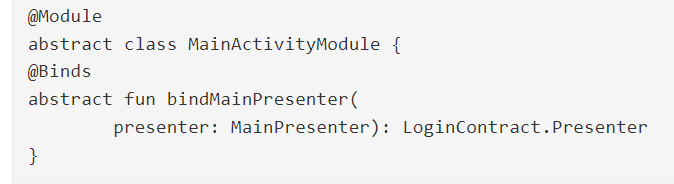 @Module
abstract class MainActivityModule {
@Binds
abstract fun bindMainPresenter(
        presenter: MainPresenter): LoginContract.Presenter
}